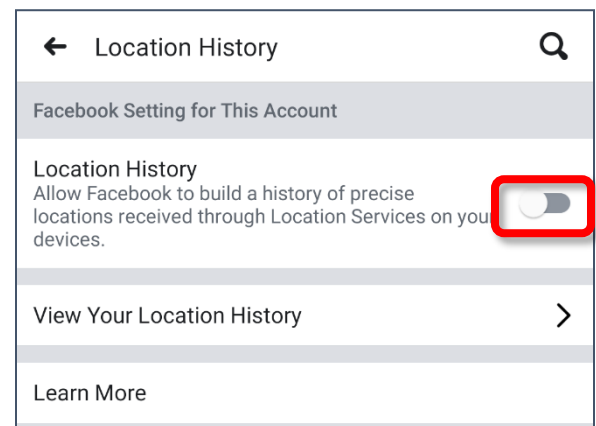 Location History
Facebook Setting for This Account
Location History
Allow Facebook to build a history of precise
locations received through Location Services on your
devices.
View Your Location History
Learn More